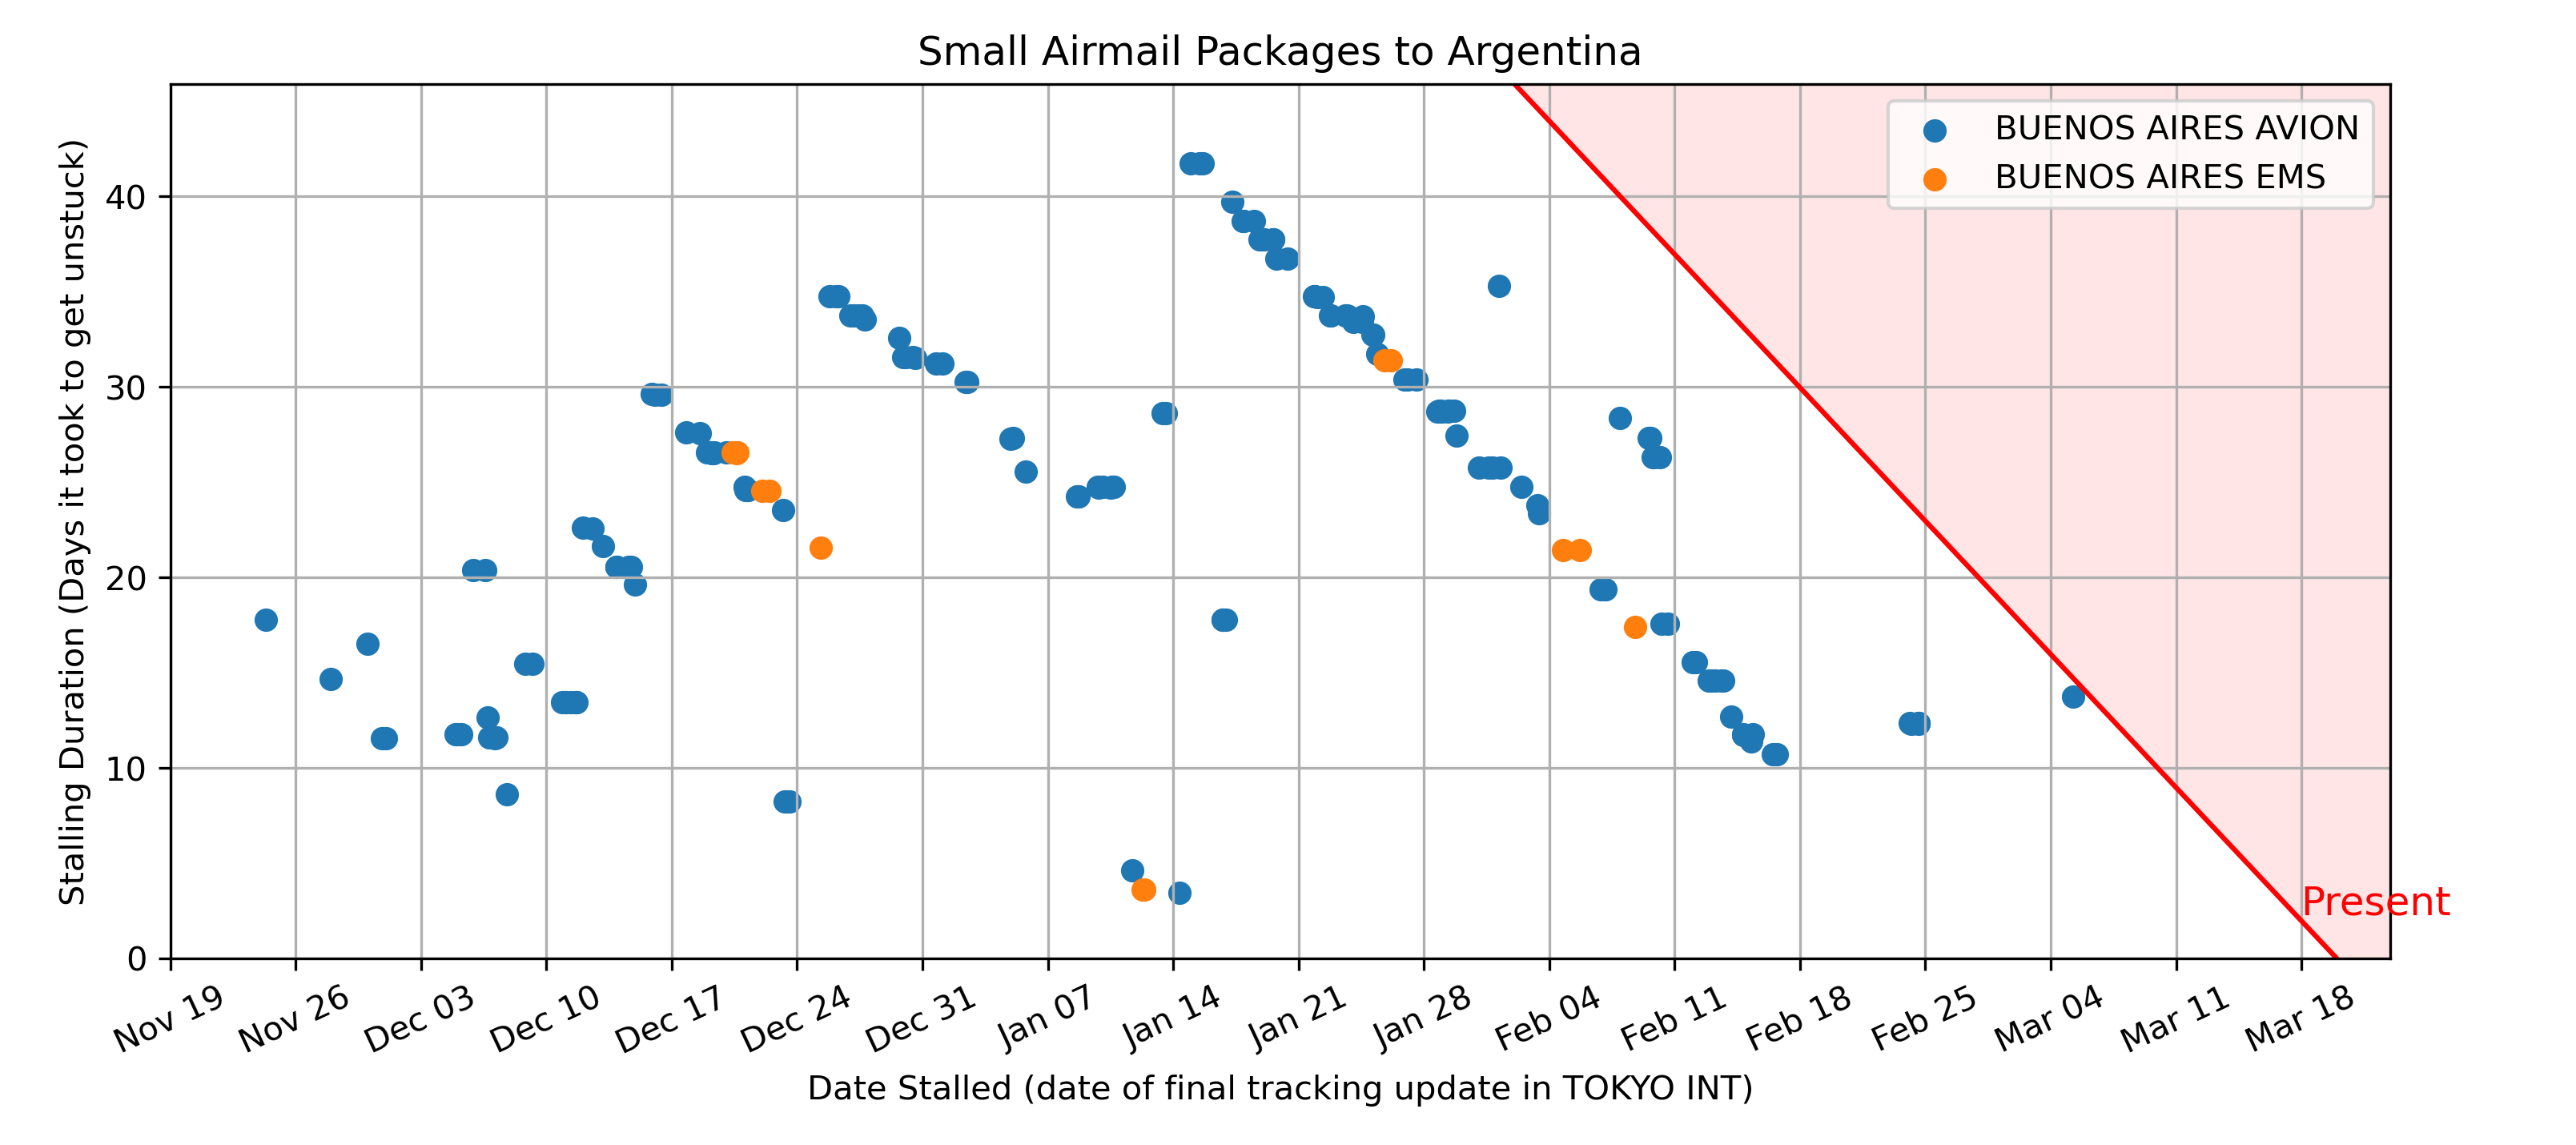 Small Airmail Packages to Argentina
Stalling Duration (Days it took to get unstuck)
40
30
20
10
0
BUENOS AIRES AVION
BUENOS AIRES EMS
Present
Nov 19
Nov 26
Dec 03
Dec 10
Dec 17
Dec 24
Dec 31
Jan 07
Jan 14
Jan 21
Jan 28
Feb 04
Feb 11
Feb 18
Feb 25
Mar 04
Mar 11
Mar 18
Date Stalled (date of final tracking update in TOKYO INT)